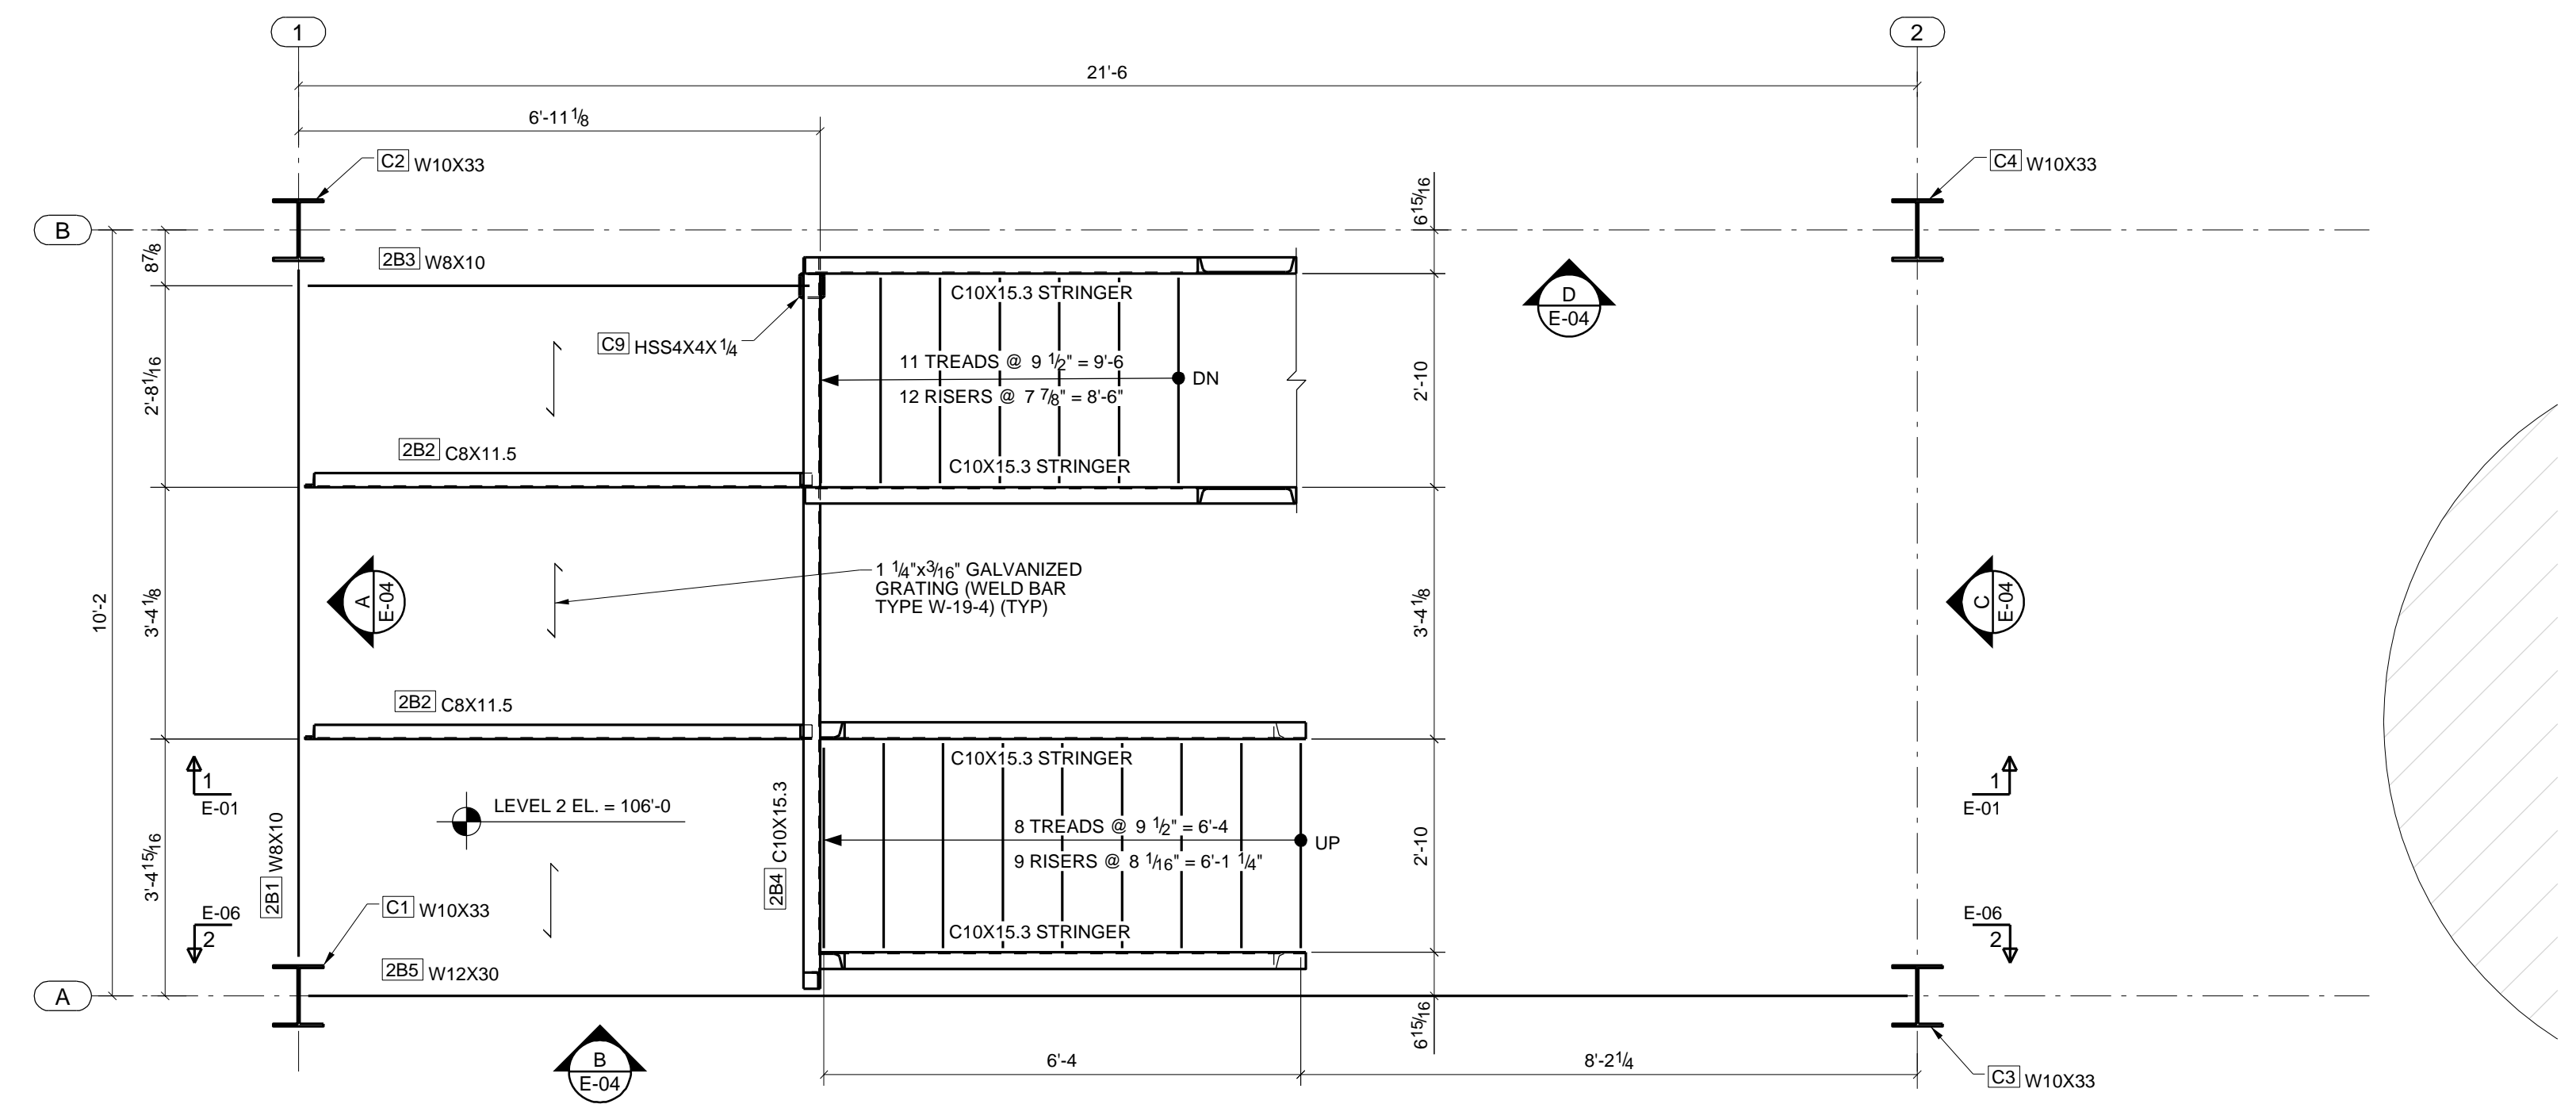 1
2
21'-6
6'-11 1/8
C2 W10X33
C4 W10X33
6 15/16
B
8 7/8
2B3 W8X10
C10X15.3 STRINGER
D
E-04
C9 HSS4X4X 1/4
11 TREADS @ 9 1/2" = 9'-6
DN
12 RISERS @ 7 7/8" = 8'-6"
2'-8 1/16
2'-10
2B2 C8X11.5
C10X15.3 STRINGER
1 1/4"x3/16" GALVANIZED
GRATING (WELD BAR
TYPE W-19-4) (TYP)
10'-2
3'-4 1/8
A
E-04
3'-4 1/8
C
E-04
2B2 C8X11.5
C10X15.3 STRINGER
1
E-01
LEVEL 2 EL. = 106'-0
1
E-01
2B1 W8X10
2B4 C10X15.3
8 TREADS @ 9 1/2" = 6'-4
UP
9 RISERS @ 8 1/16" = 6'-1 1/4"
3'-4 15/16
2'-10
E-06
2
C1 W10X33
C10X15.3 STRINGER
E-06
2
2B5 W12X30
A
6 15/16
B
E-04
6'-4
8'-2 1/4
C3 W10X33